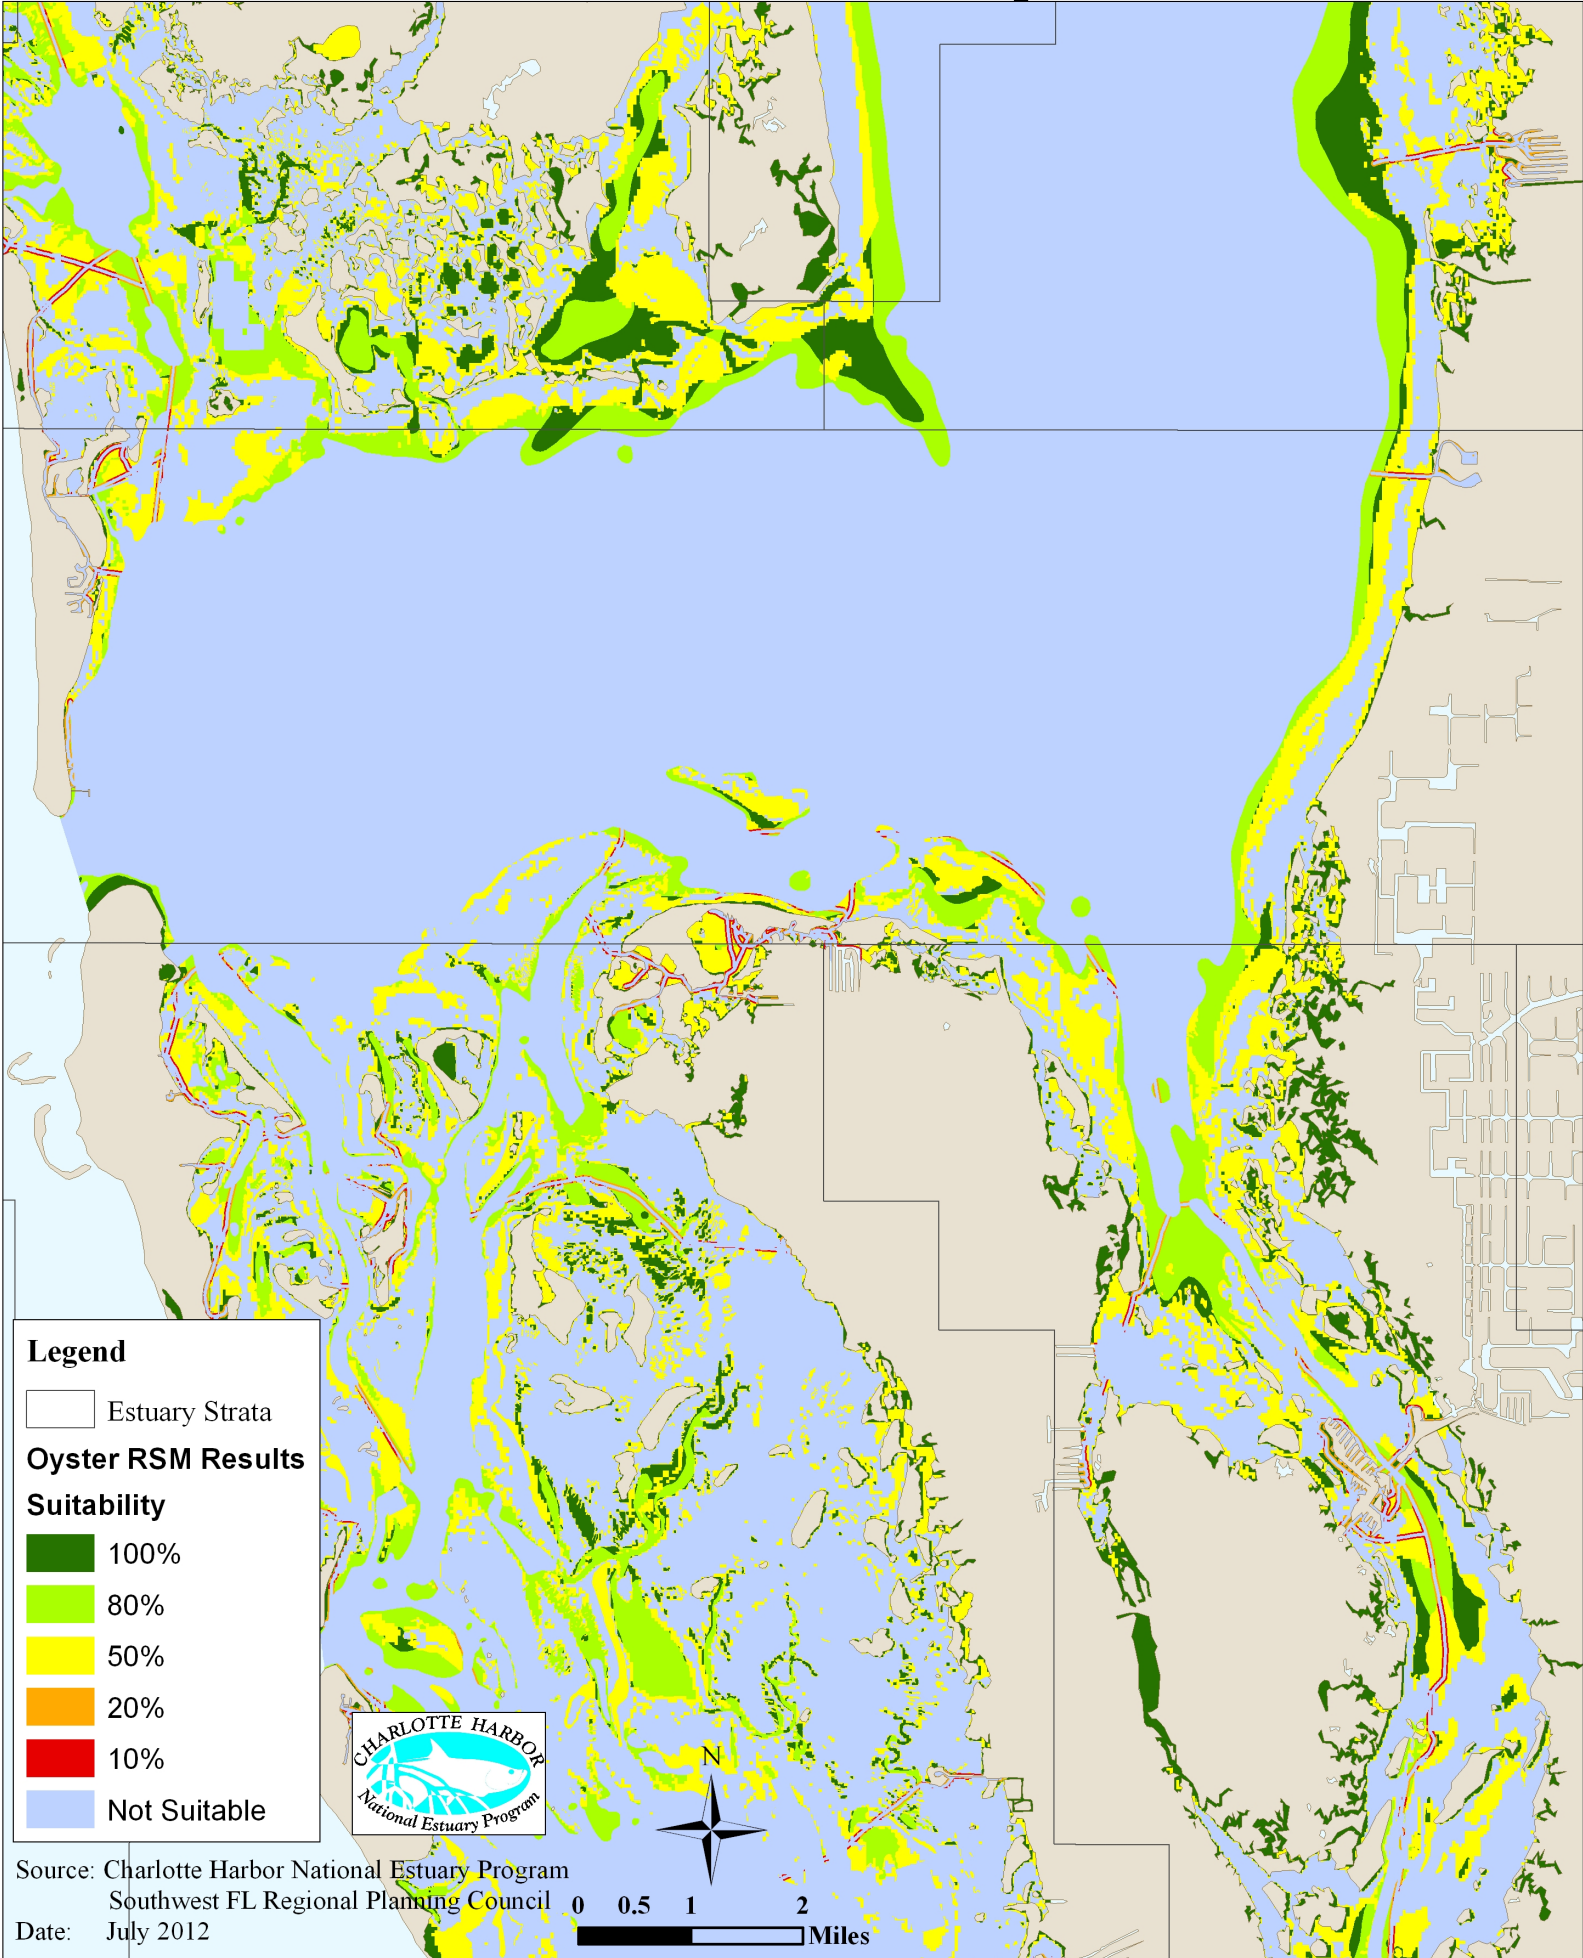 Legend
Estuary Strata
Oyster RSM Results
Suitability
100%
80%
50%
20%
10%
Not Suitable
CHARLOTTE HARBOR
National Estuary Program
N
Source: Charlotte Harbor National Estuary Program
Southwest FL Regional Planning Council
Date: July 2012
0 0.5 1 2
Miles